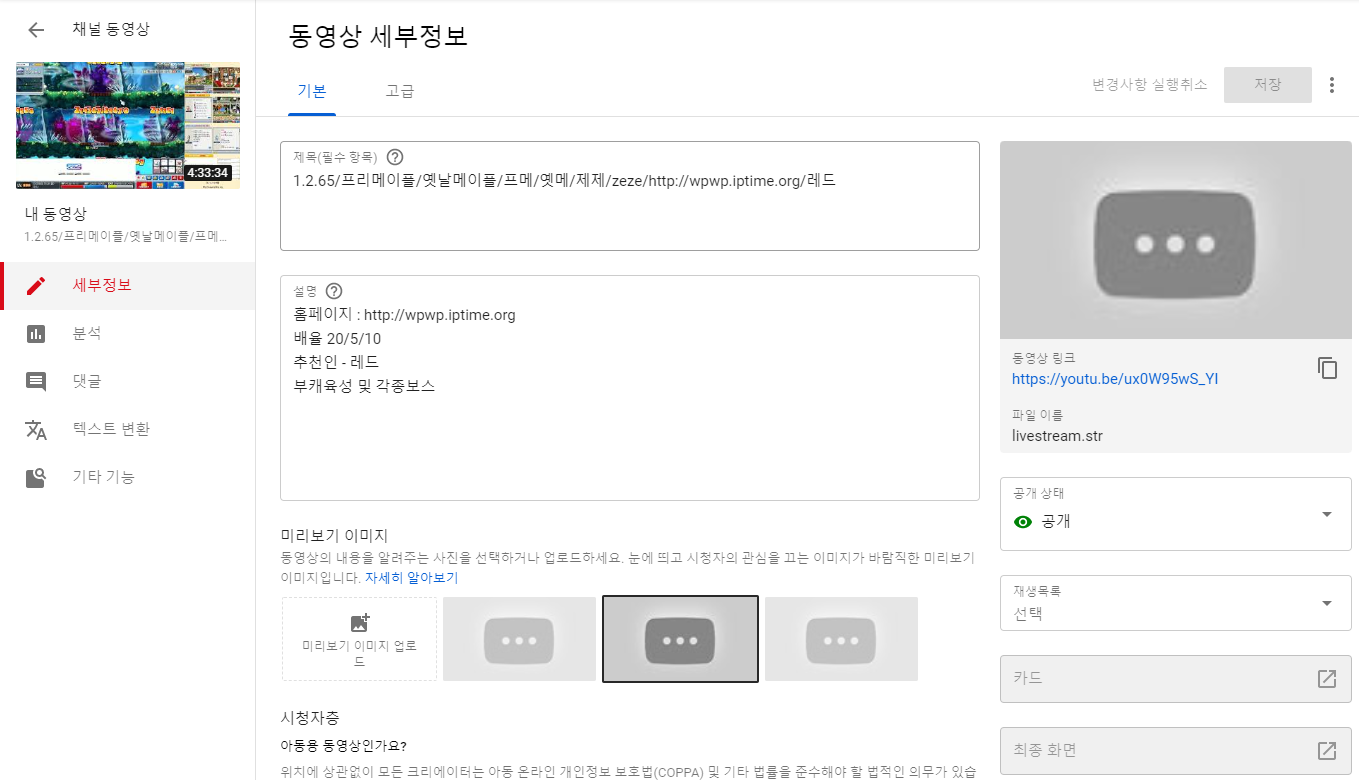 채널 동영상
4:33:34
내 동영상
1.2.65/프리메이플/옛날메이플/프메...
세부정보
분석
댓글
텍스트 변환
기타 기능
동영상 세부정보
기본
고급
변경사항 실행취소
저장
제목(필수 항목)
1.2.65/프리메이플/옛날메이플/프메/옛메/제제/zeze/http://wpwp.iptime.org/레드
설명
홈페이지 : http://wpwp.iptime.org
배율 20/5/10
추천인 - 레드
부캐육성 및 각종보스
미리보기 이미지
동영상의 내용을 알려주는 사진을 선택하거나 업로드하세요. 눈에 띄고 시청자의 관심을 끄는 이미지가 바람직한 미리보기
이미지입니다. 자세히 알아보기
미리보기 이미지 업로
드
시청자층
아동용 동영상인가요?
위치에 상관없이 모든 크리에이터는 아동 온라인 개인정보 보호법(COPPA) 및 기타 법률을 준수해야 할 법적인 의무가 있습
동영상 링크
https://youtu.be/ux0W95wS_YI
파일 이름
livestream.str
공개 상태
공개
재생목록
선택
카드
최종 화면